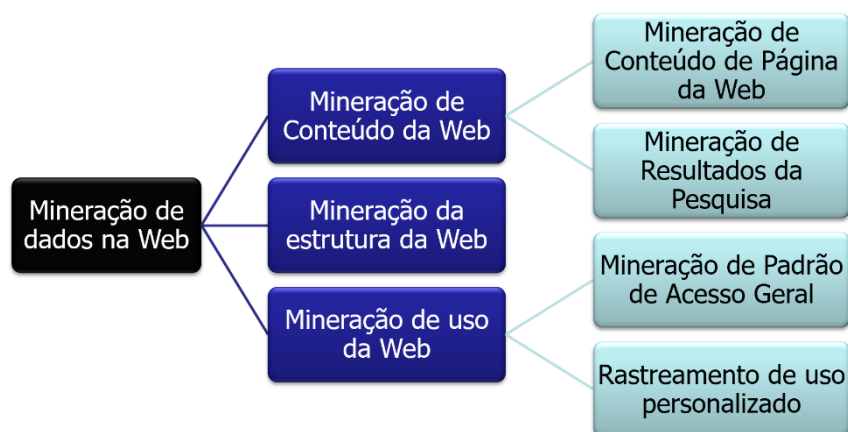 Mineração de
dados na Web
Mineração de
Conteúdo da Web
Mineração da
estrutura da Web
Mineração de uso
da Web
Mineração de
Conteúdo de Página
da Web
Mineração de
Resultados da
Pesquisa
Mineração de Padrão
de Acesso Geral
Rastreamento de uso
personalizado